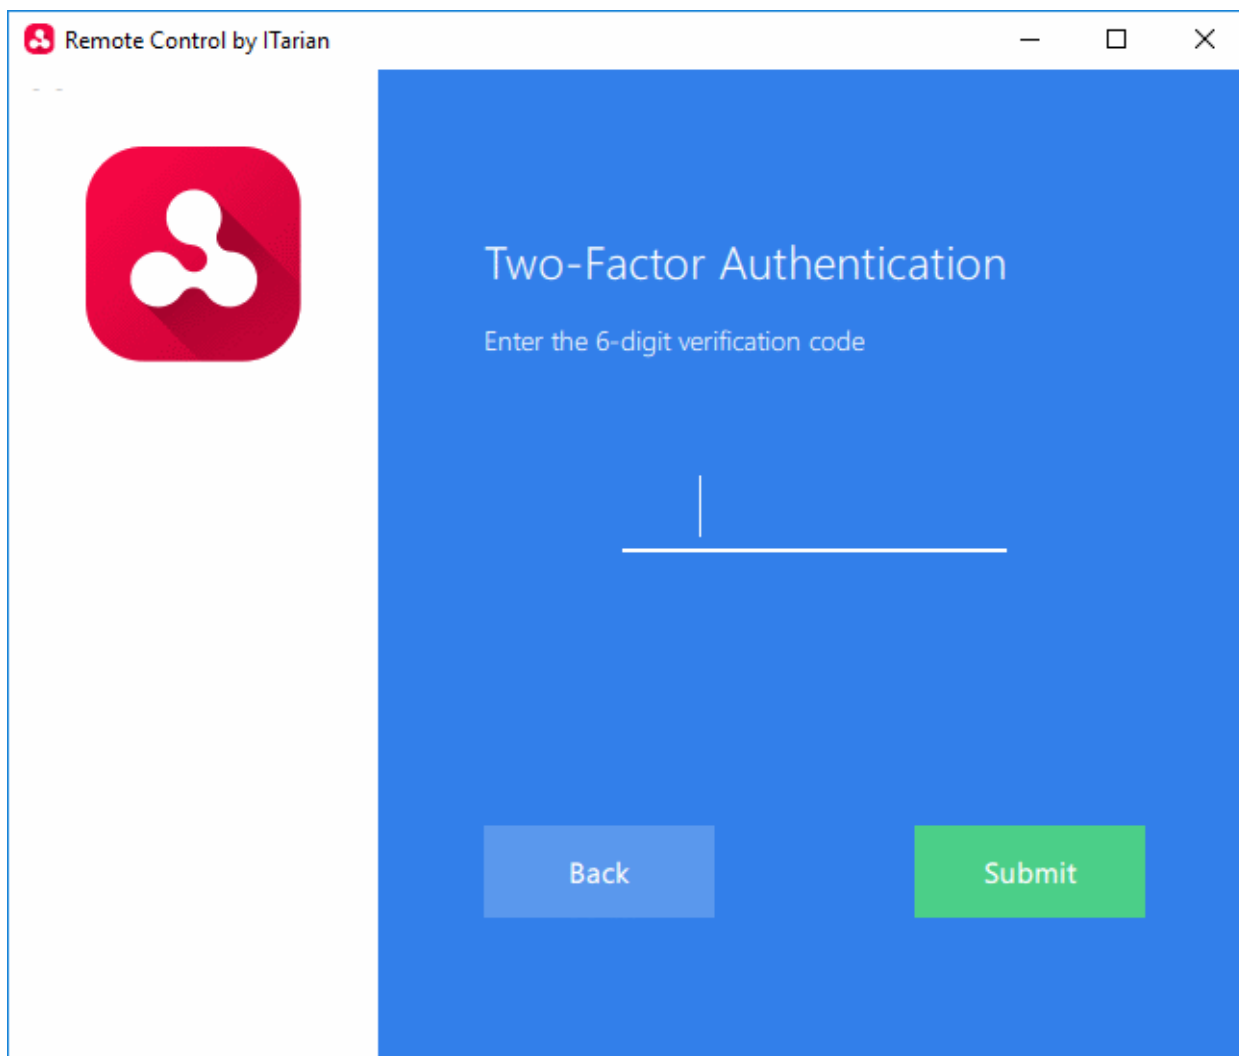 Remote Control by ITarian
Two-Factor Authentication
Enter the 6-digit verification code
Back
Submit